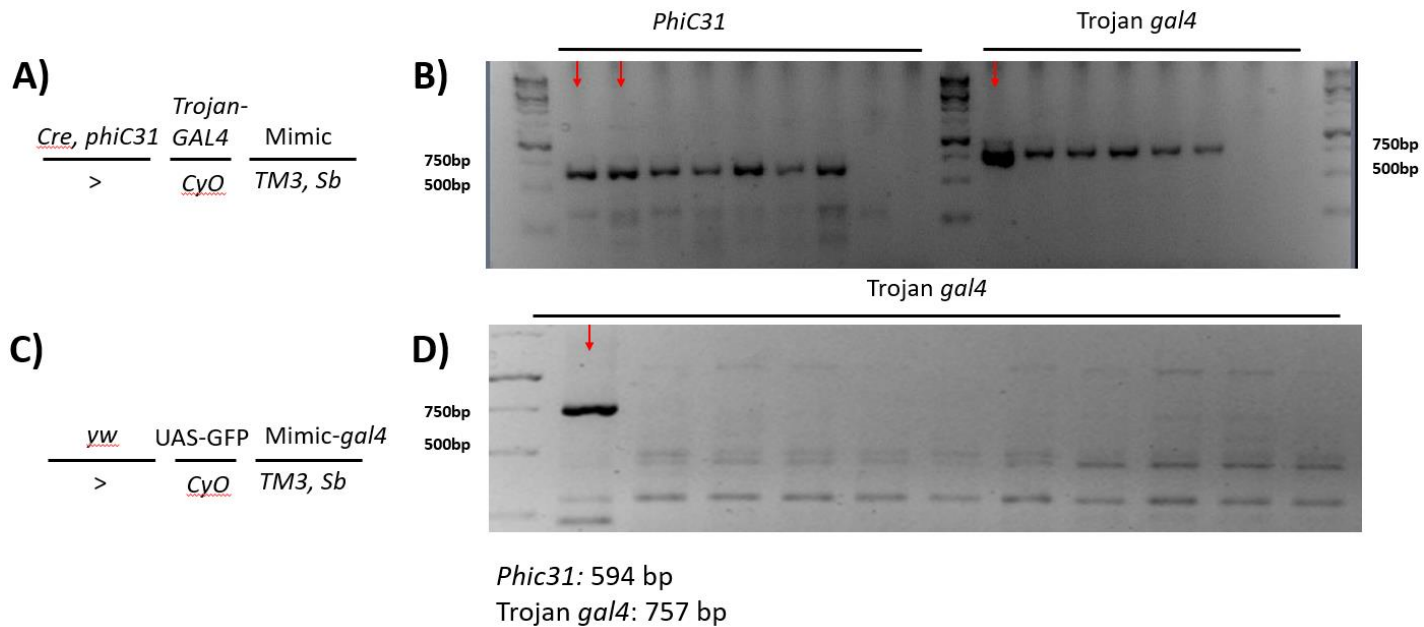 PhiC31
Trojan gal4
A)
B)
Trojan-
GAL4
Cre, phiC31
Mimic
>
CyO
TM3, Sb
750bp
500bp
750bp
500bp
Trojan gal4
C)
D)
yw
UAS-GFP
Mimic-gal4
>
CyO
TM3, Sb
750bp
500bp
Phic31: 594 bp
Trojan gal4: 757 bp